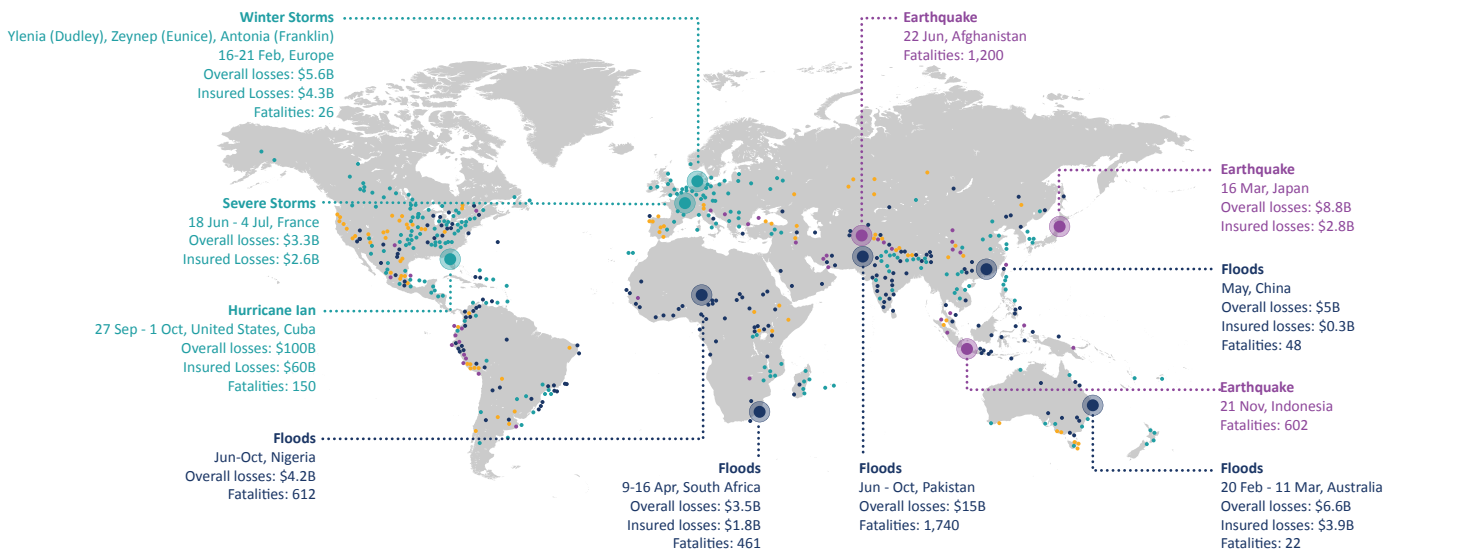 Winter Storms
Ylenia (Dudley), Zeynep (Eunice), Antonia (Franklin)
16-21 Feb, Europe
Overall losses: $5.6B
Insured Losses: $4.3B
Fatalities: 26
Earthquake
22 Jun, Afghanistan
Fatalities: 1,200
Earthquake
16 Mar, Japan
Overall losses: $8.8B
Insured losses: $2.8B
Severe Storms
18 Jun - 4 Jul, France
Overall losses: $3.3B
Insured Losses: $2.6B
Floods
May, China
Overall losses: $5B
Insured losses: $0.3B
Fatalities: 48
Hurricane Ian
27 Sep - 1 Oct, United States, Cuba
Overall losses: $100B
Insured Losses: $60B
Fatalities: 150
Earthquake
21 Nov, Indonesia
Fatalities: 602
Floods
Jun-Oct, Nigeria
Overall losses: $4.2B
Fatalities: 612
Floods
9-16 Apr, South Africa
Overall losses: $3.5B
Insured losses: $1.8B
Fatalities: 461
Floods
Jun - Oct, Pakistan
Overall losses: $15B
Fatalities: 1,740
Floods
20 Feb - 11 Mar, Australia
Overall losses: $6.6B
Insured losses: $3.9B
Fatalities: 22